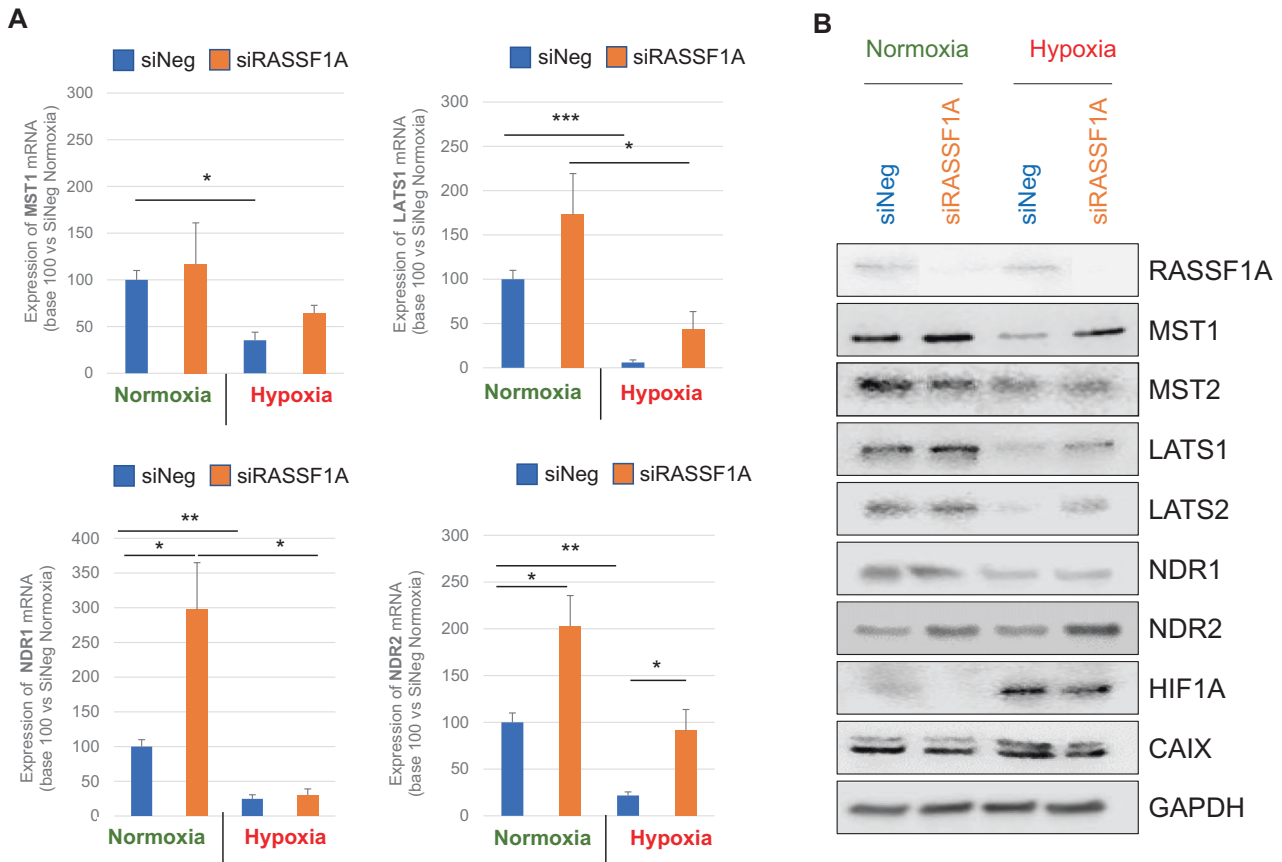 A
siNeg siRASSF1A
Expression of MST1 mRNA
(base 100 vs SiNeg Normoxia)
300
250
200
150
100
50
0
*
Normoxia Hypoxia
siNeg siRASSF1A
Expression of LATS1 mRNA
(base 100 vs SiNeg Normoxia)
300
250
200
150
100
50
0
***
*
Normoxia Hypoxia
siNeg siRASSF1A
Expression of NDR1 mRNA
(base 100 vs SiNeg Normoxia)
400
350
300
250
200
150
100
50
0
**
* *
Normoxia Hypoxia
siNeg siRASSF1A
Expression of NDR2 mRNA
(base 100 vs SiNeg Normoxia)
300
250
200
150
100
50
0
**
*
*
Normoxia Hypoxia
B
Normoxia Hypoxia
siNeg
siRASSF1A
siNeg
siRASSF1A
RASSF1A
MST1
MST2
LATS1
LATS2
NDR1
NDR2
HIF1A
CAIX
GAPDH